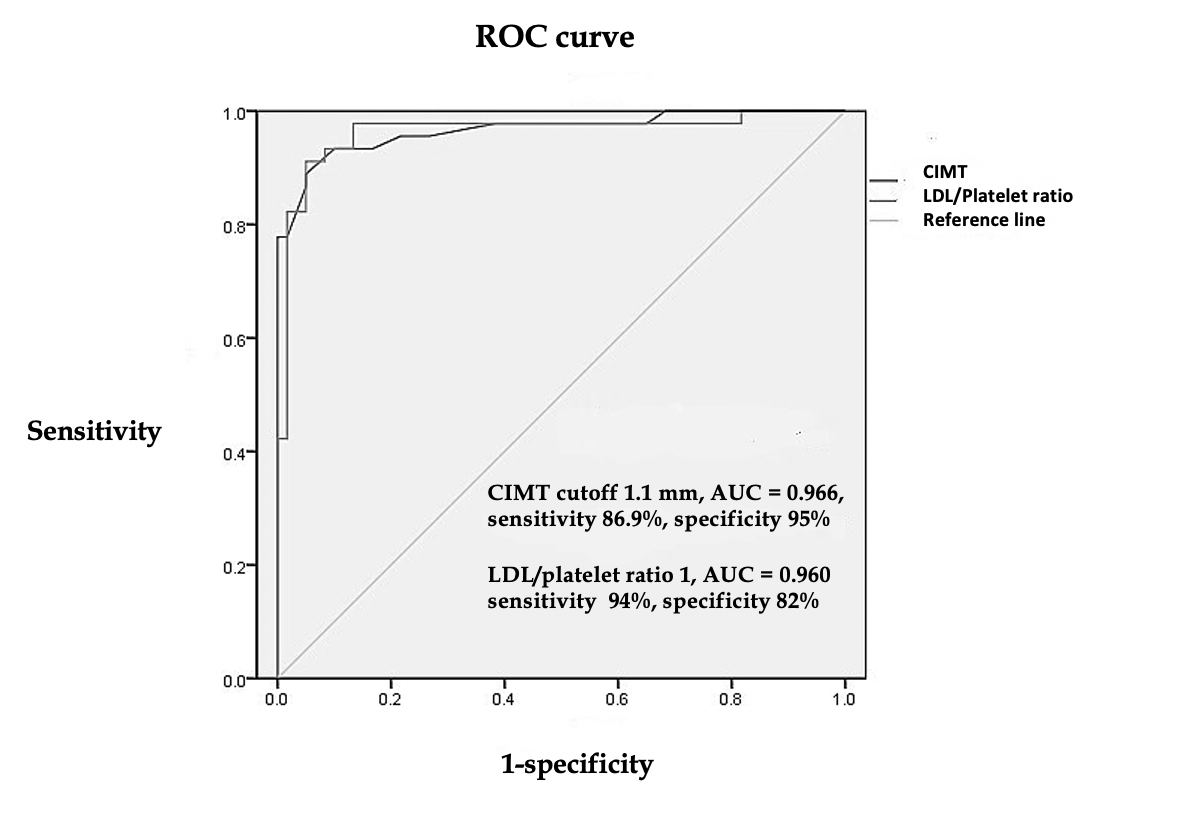 ROC curve
1.0
0.8
0.6
0.4
0.2
0.0
0.0 0.2 0.4 0.6 0.8 1.0
Sensitivity
1-specificity
CIMT
LDL/Platelet ratio
Reference line
CIMT cutoff 1.1 mm, AUC = 0.966,
sensitivity 86.9%, specificity 95%
LDL/platelet ratio 1, AUC = 0.960
sensitivity 94%, specificity 82%